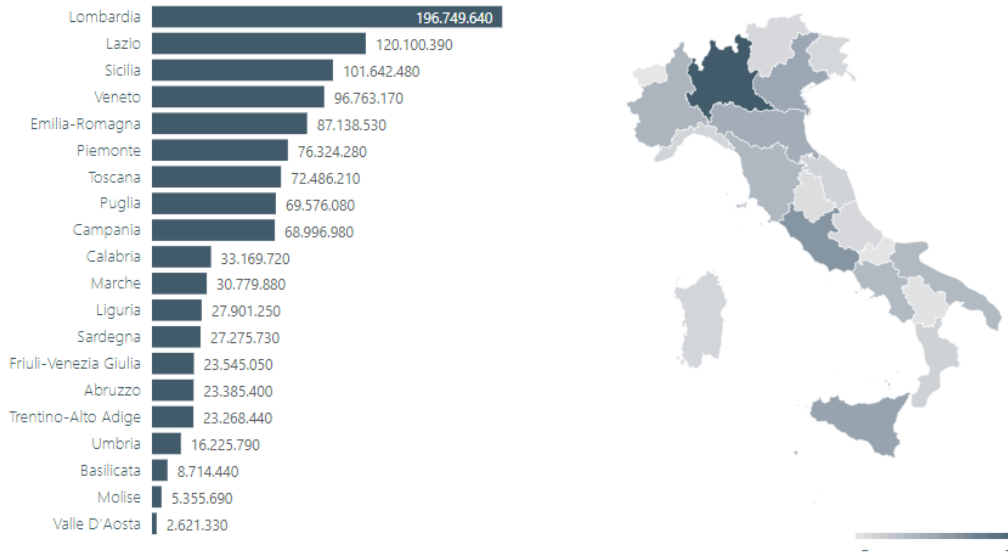 Lombardia 196.749.640
Lazio 120.100.390
Sicilia 101.642.480
Veneto 96.763.170
Emilia-Romagna 87.138.530
Piemonte 76.324.280
Toscana 72.486.210
Puglia 69.576.080
Campania 68.996.980
Calabria 33.169.720
Marche 30.779.880
Liguria 27.901.250
Sardegna 27.275.730
Friuli-Venezia Giulia 23.545.050
Abruzzo 23.385.400
Trentino-Alto Adige 23.268.440
Umbria 16.225.790
Basilicata 8.714.440
Molise 5.355.690
Valle D'Aosta 2.621.330